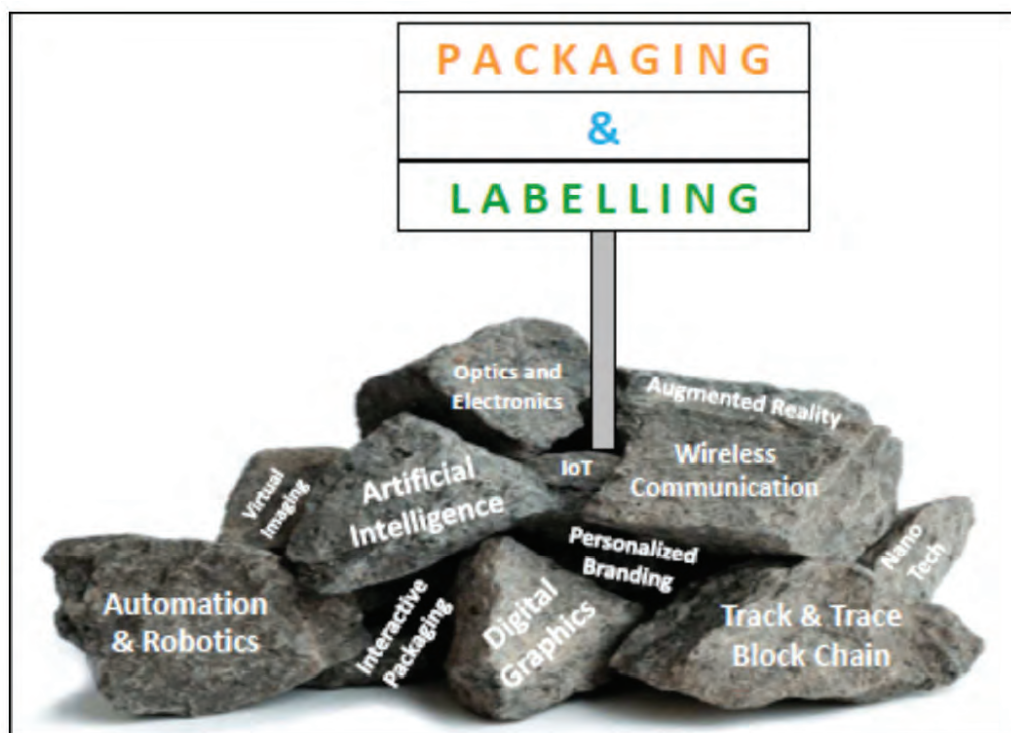 PACKAGING
&
LABELLING
Optics and
Electronics
Augmented Reality
IoT
Wireless
Communication
Virtual
Imaging
Artificial
Intelligence
Personalized
Branding
Nano
Tech
Automation
& Robotics
Interactive
Packaging
Digital
Graphics
Track & Trace
Block Chain